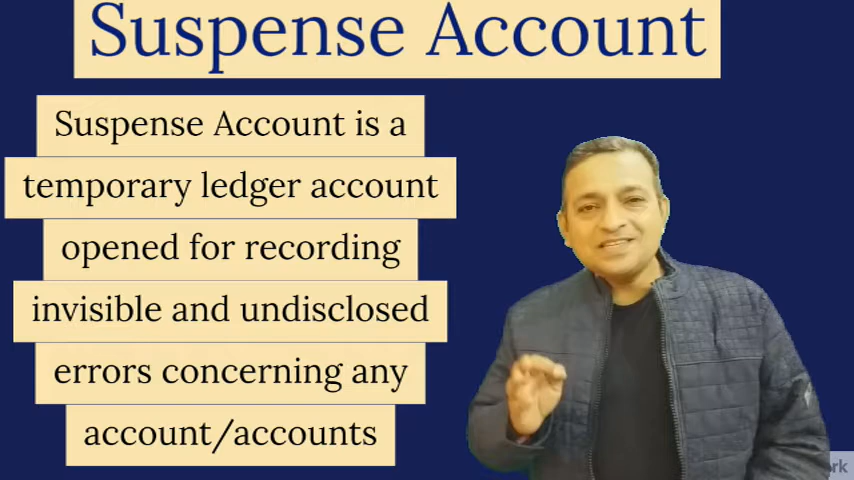 Suspense Account
Suspense Account is a
temporary ledger account
opened for recording
invisible and undisclosed
errors concerning any
account/accounts